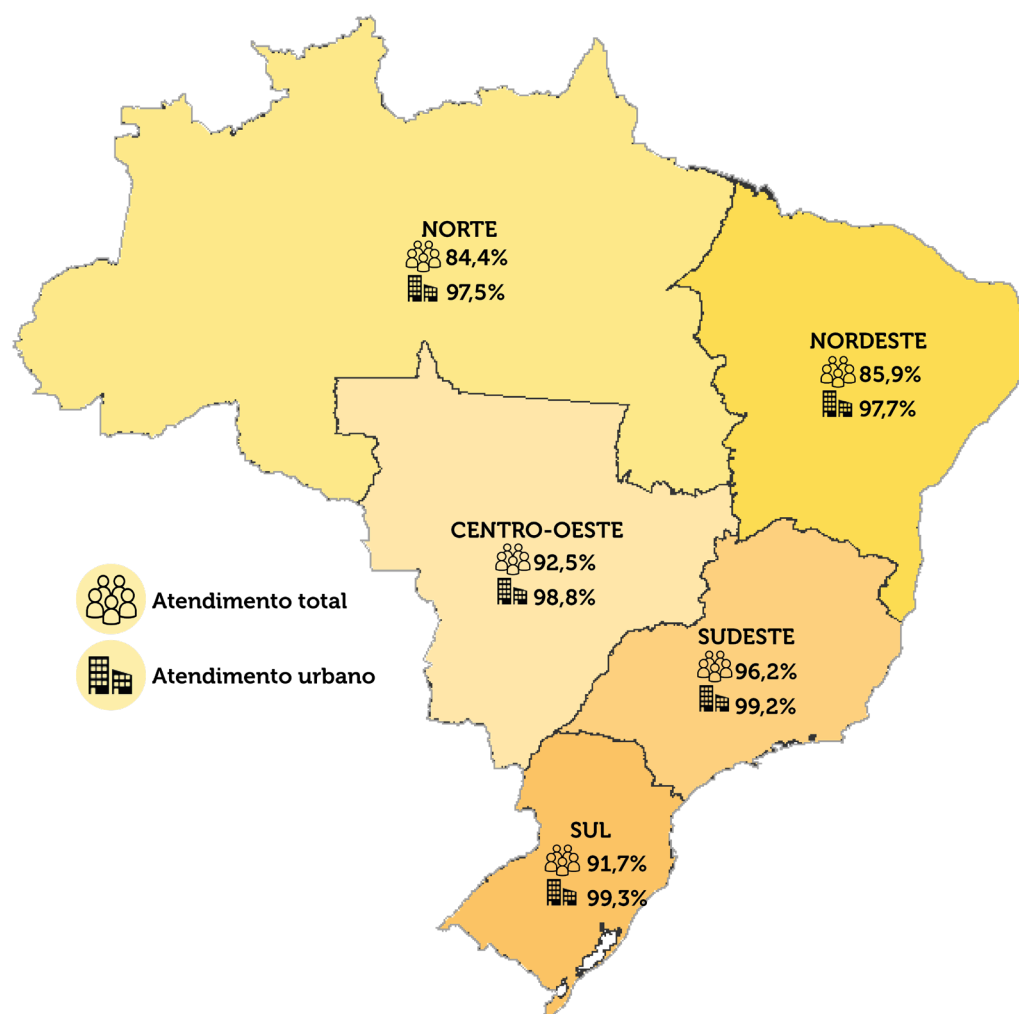 NORTE
84,4%
97,5%
NORDESTE
85,9%
97,7%
CENTRO-OESTE
92,5%
98,8%
Atendimento total
Atendimento urbano
SUDESTE
96,2%
99,2%
SUL
91,7%
99,3%